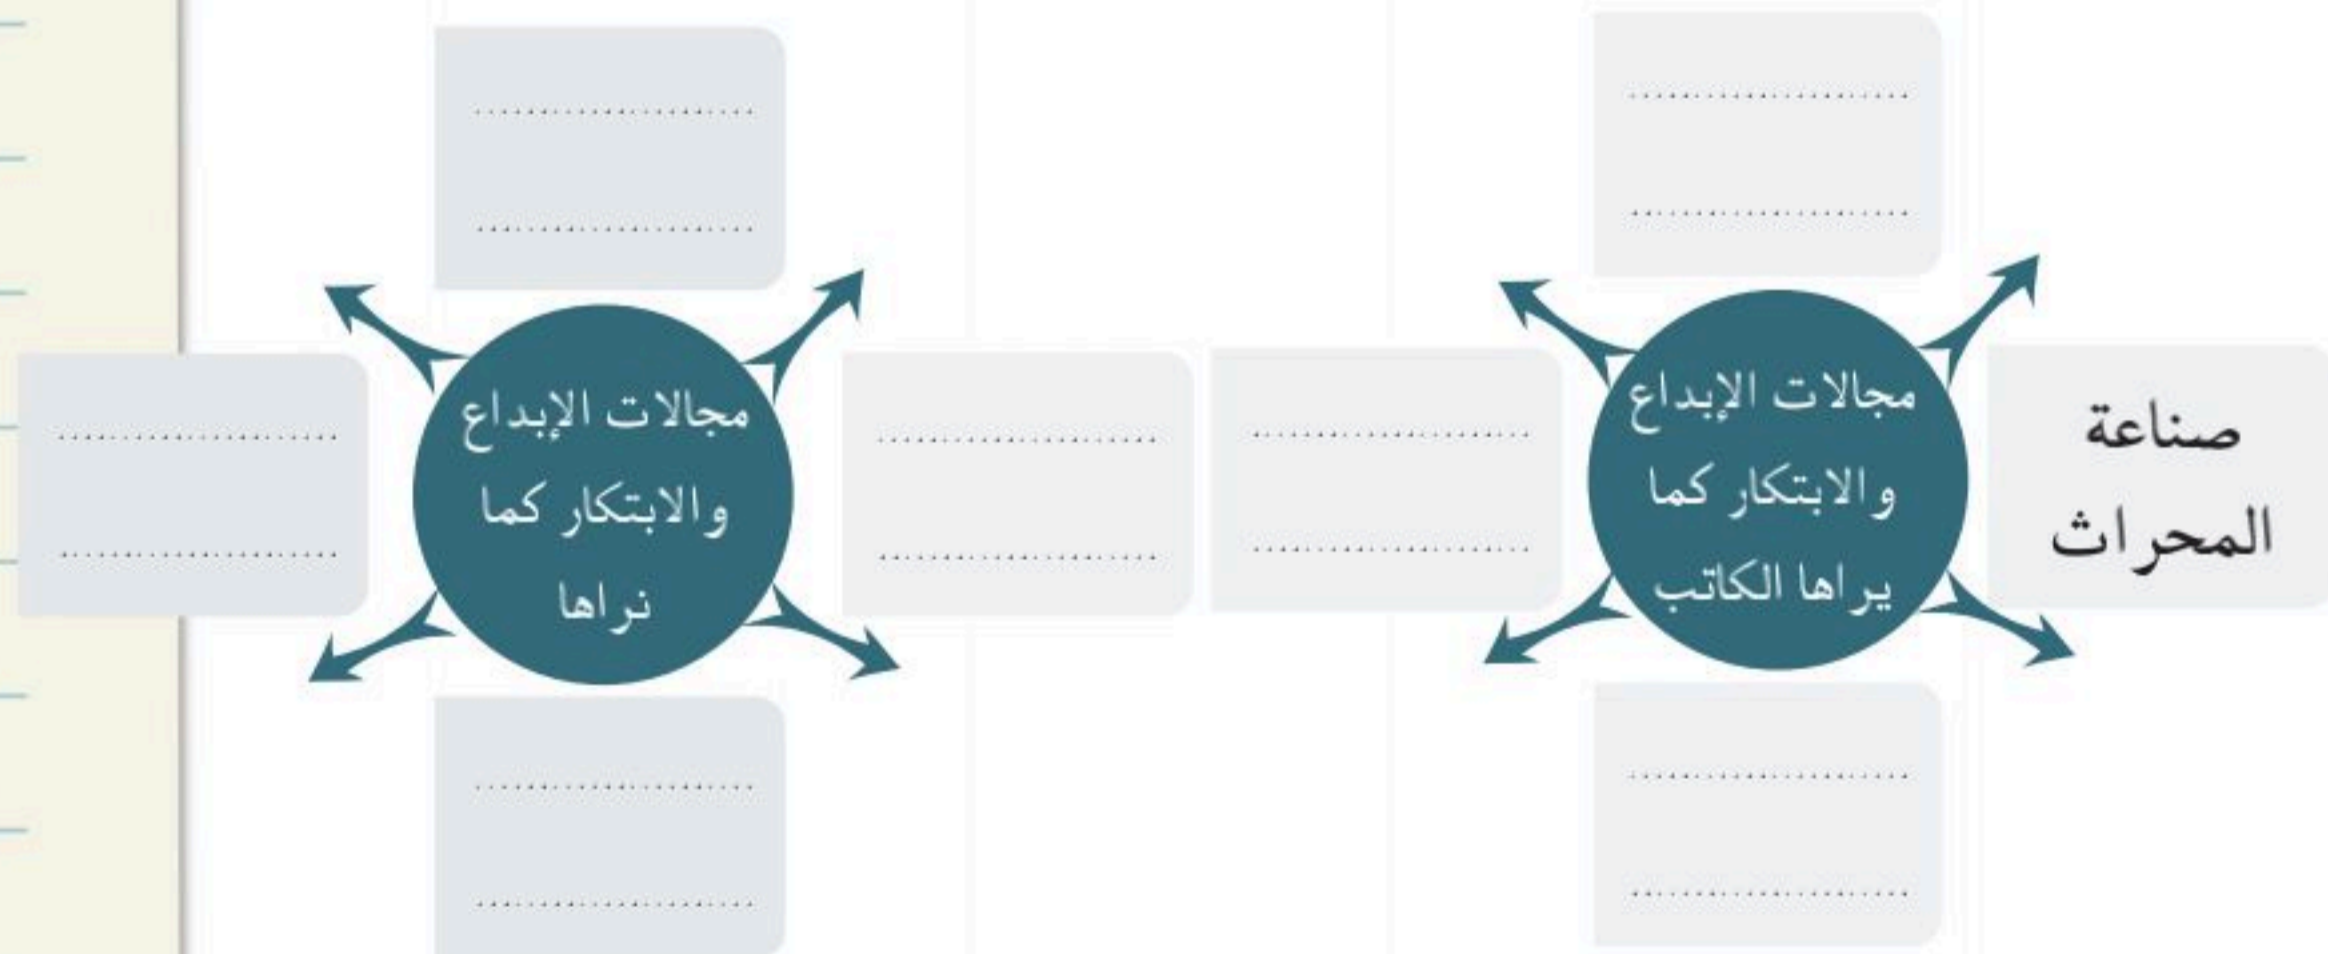 صناعة
المحراث
مجالات الإبداع
والابتكار كما
يراها الكاتب
مجالات الإبداع
والابتكار كما
نراها